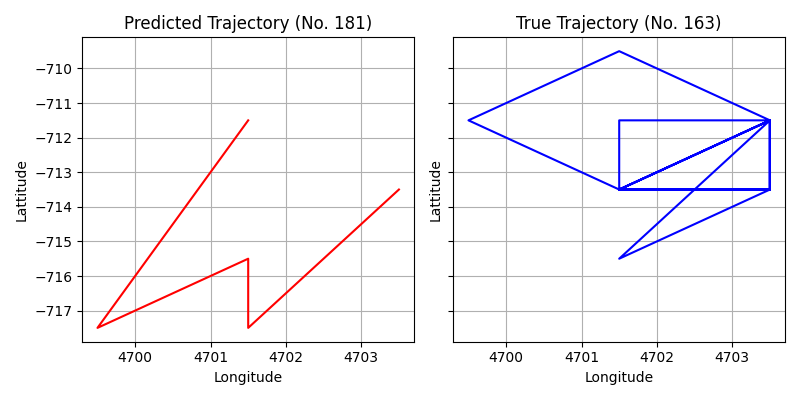 Predicted Trajectory (No. 181)
True Trajectory (No. 163)
−710
−711
−712
−713
−714
−715
−716
−717
Lattitude
Lattitude
4700
4701
4702
4703
4700
4701
4702
4703
Longitude
Longitude